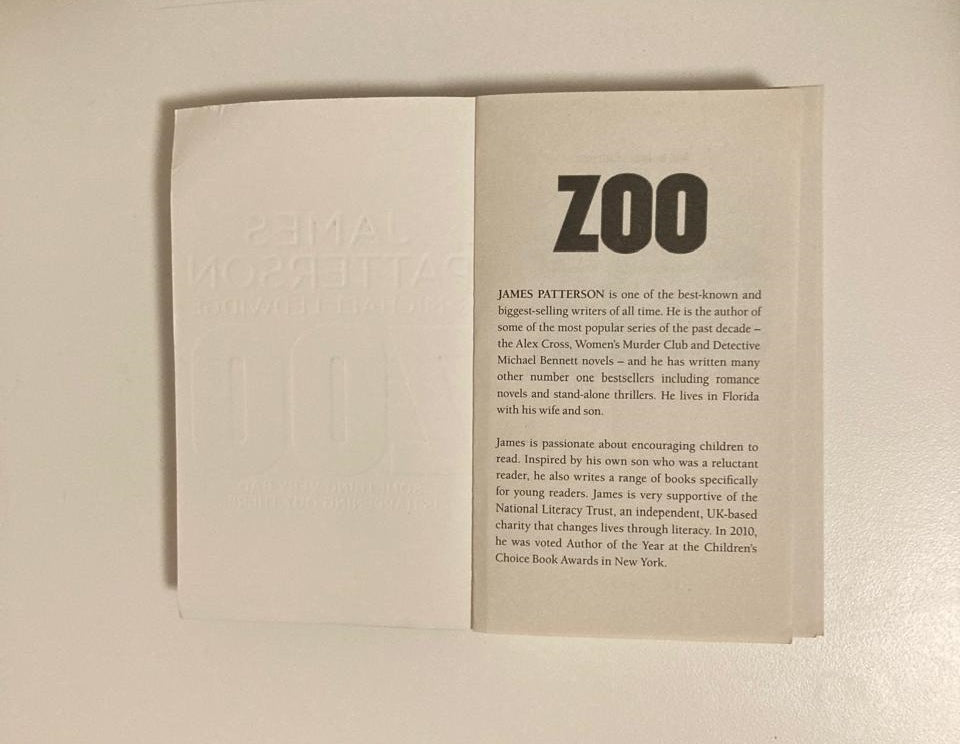 JAMES
PATTERSON
ZOO
ZOO
JAMES PATTERSON is one of the best-known and
biggest-selling writers of all time. He is the author of
some of the most popular series of the past decade –
the Alex Cross, Women's Murder Club and Detective
Michael Bennett novels – and he has written many
other number one bestsellers including romance
novels and stand-alone thrillers. He lives in Florida
with his wife and son.
James is passionate about encouraging children to
read. Inspired by his own son who was a reluctant
reader, he also writes a range of books specifically
for young readers. James is very supportive of the
National Literacy Trust, an independent, UK-based
charity that changes lives through literacy. In 2010,
he was voted Author of the Year at the Children's
Choice Book Awards in New York.